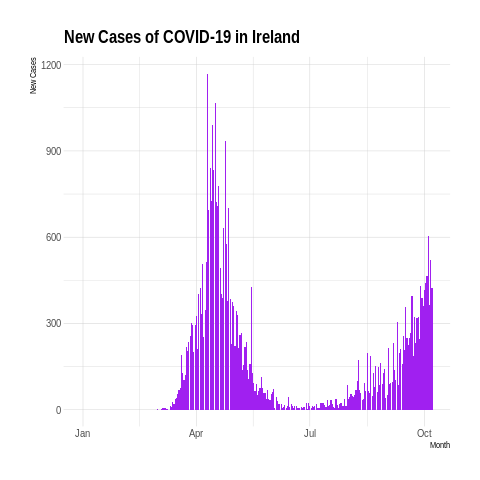 New Cases of COVID-19 in Ireland
New Cases
1200
900
600
300
0
Jan Apr Jul Oct
Month